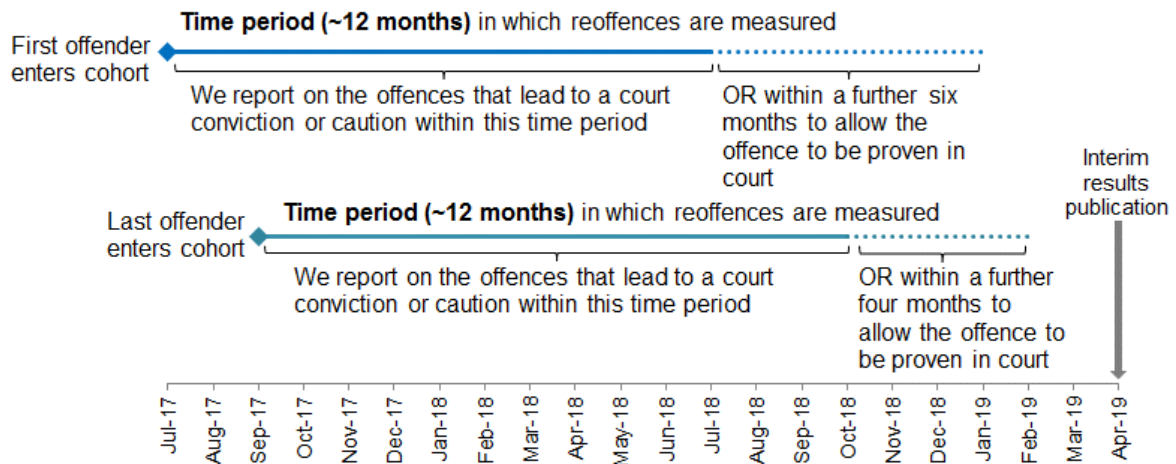 Time period (~12 months) in which reoffences are measured
First offender
enters cohort
We report on the offences that lead to a court
conviction or caution within this time period
OR within a further six
months to allow the
offence to be proven in
court
Interim
results
publication
Time period (~12 months) in which reoffences are measured
Last offender
enters cohort
We report on the offences that lead to a court
conviction or caution within this time period
OR within a further
four months to
allow the offence to
be proven in court
Jul-17
Aug-17
Sep-17
Oct-17
Nov-17
Dec-17
Jan-18
Feb-18
Mar-18
Apr-18
May-18
Jun-18
Jul-18
Aug-18
Sep-18
Oct-18
Nov-18
Dec-18
Jan-19
Feb-19
Mar-19
Apr-19